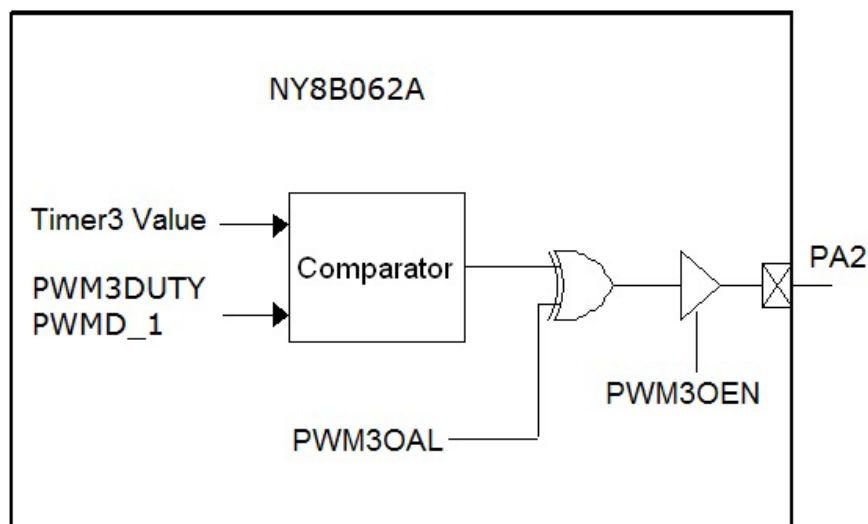 NY8B062A
Timer3 Value
PWM3DUTY
PWMD_1
Comparator
PA2
PWM3OEN
PWM3OAL